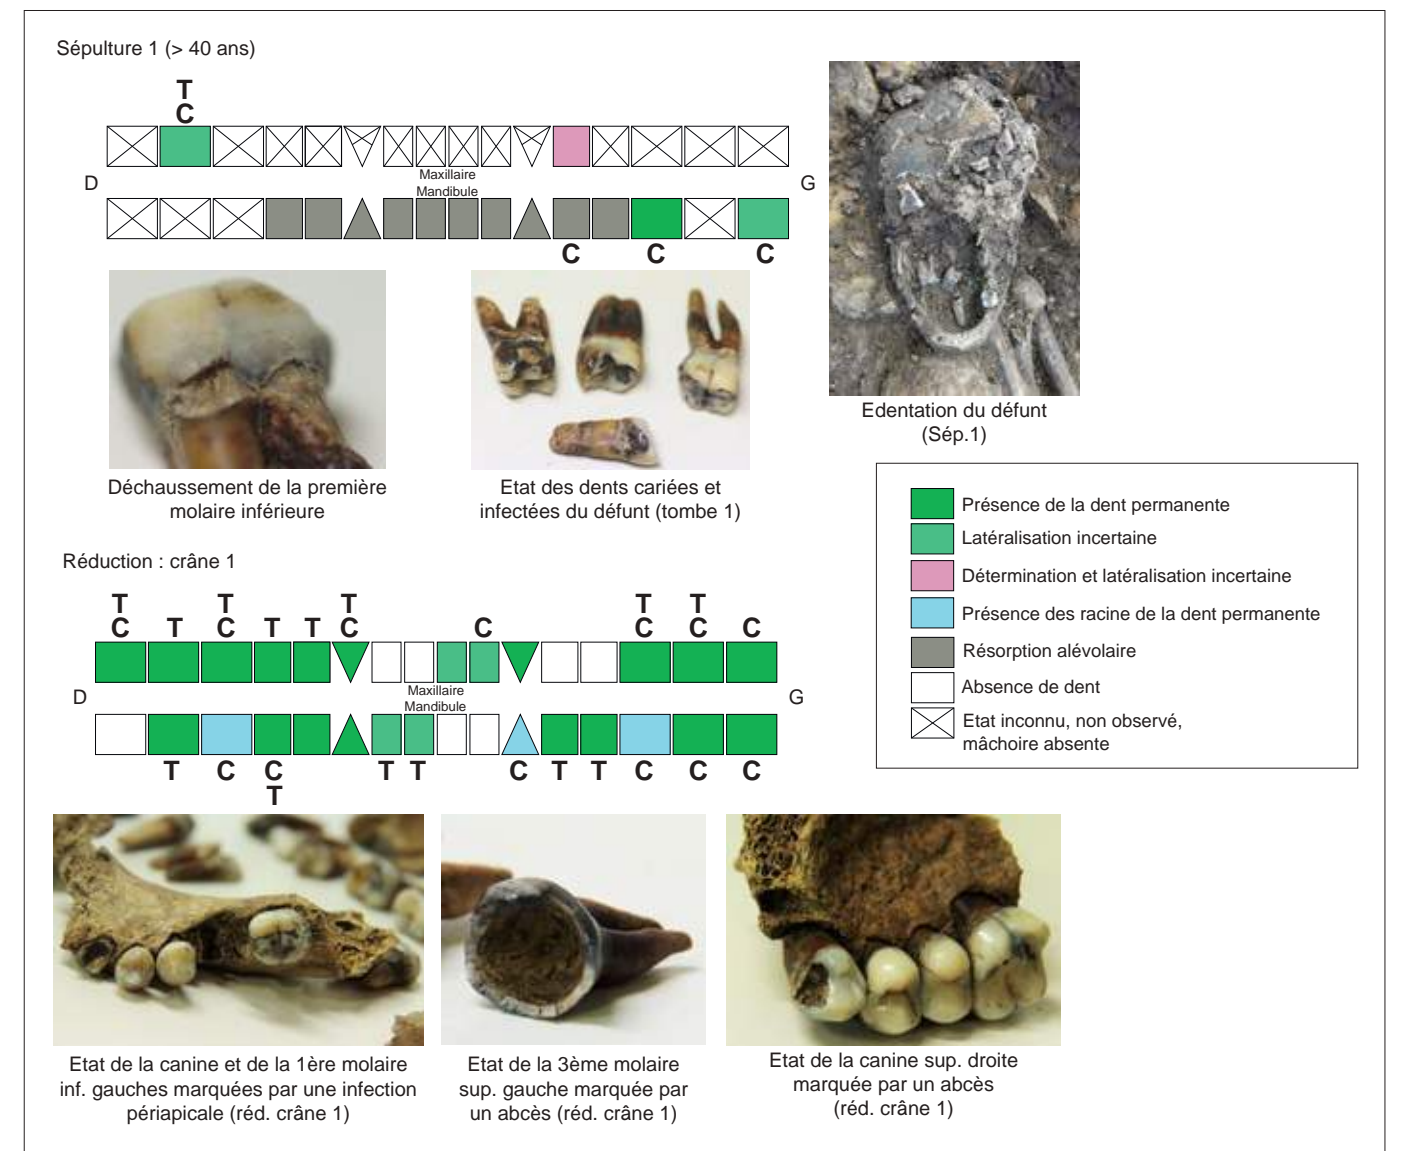 Sépulture 1 (> 40 ans)
T
C
D
Maxillaire
Mandibule
G
C C C
Edentation du défunt
(Sép.1)
Déchaussement de la première
molaire inférieure
Etat des dents cariées et
infectées du défunt (tombe 1)
Présence de la dent permanente
Latéralisation incertaine
Détermination et latéralisation incertaine
Présence des racine de la dent permanente
Résorption alévolaire
Absence de dent
Etat inconnu, non observé,
mâchoire absente
Réduction : crâne 1
T T T T T
C T C T T C C C C C
D
Maxillaire
Mandibule
G
T C C T T C T T C C C
T
Etat de la canine et de la 1ère molaire
inf. gauches marquées par une infection
périapicale (réd. crâne 1)
Etat de la 3ème molaire
sup. gauche marquée par
un abcès (réd. crâne 1)
Etat de la canine sup. droite
marquée par un abcès
(réd. crâne 1)